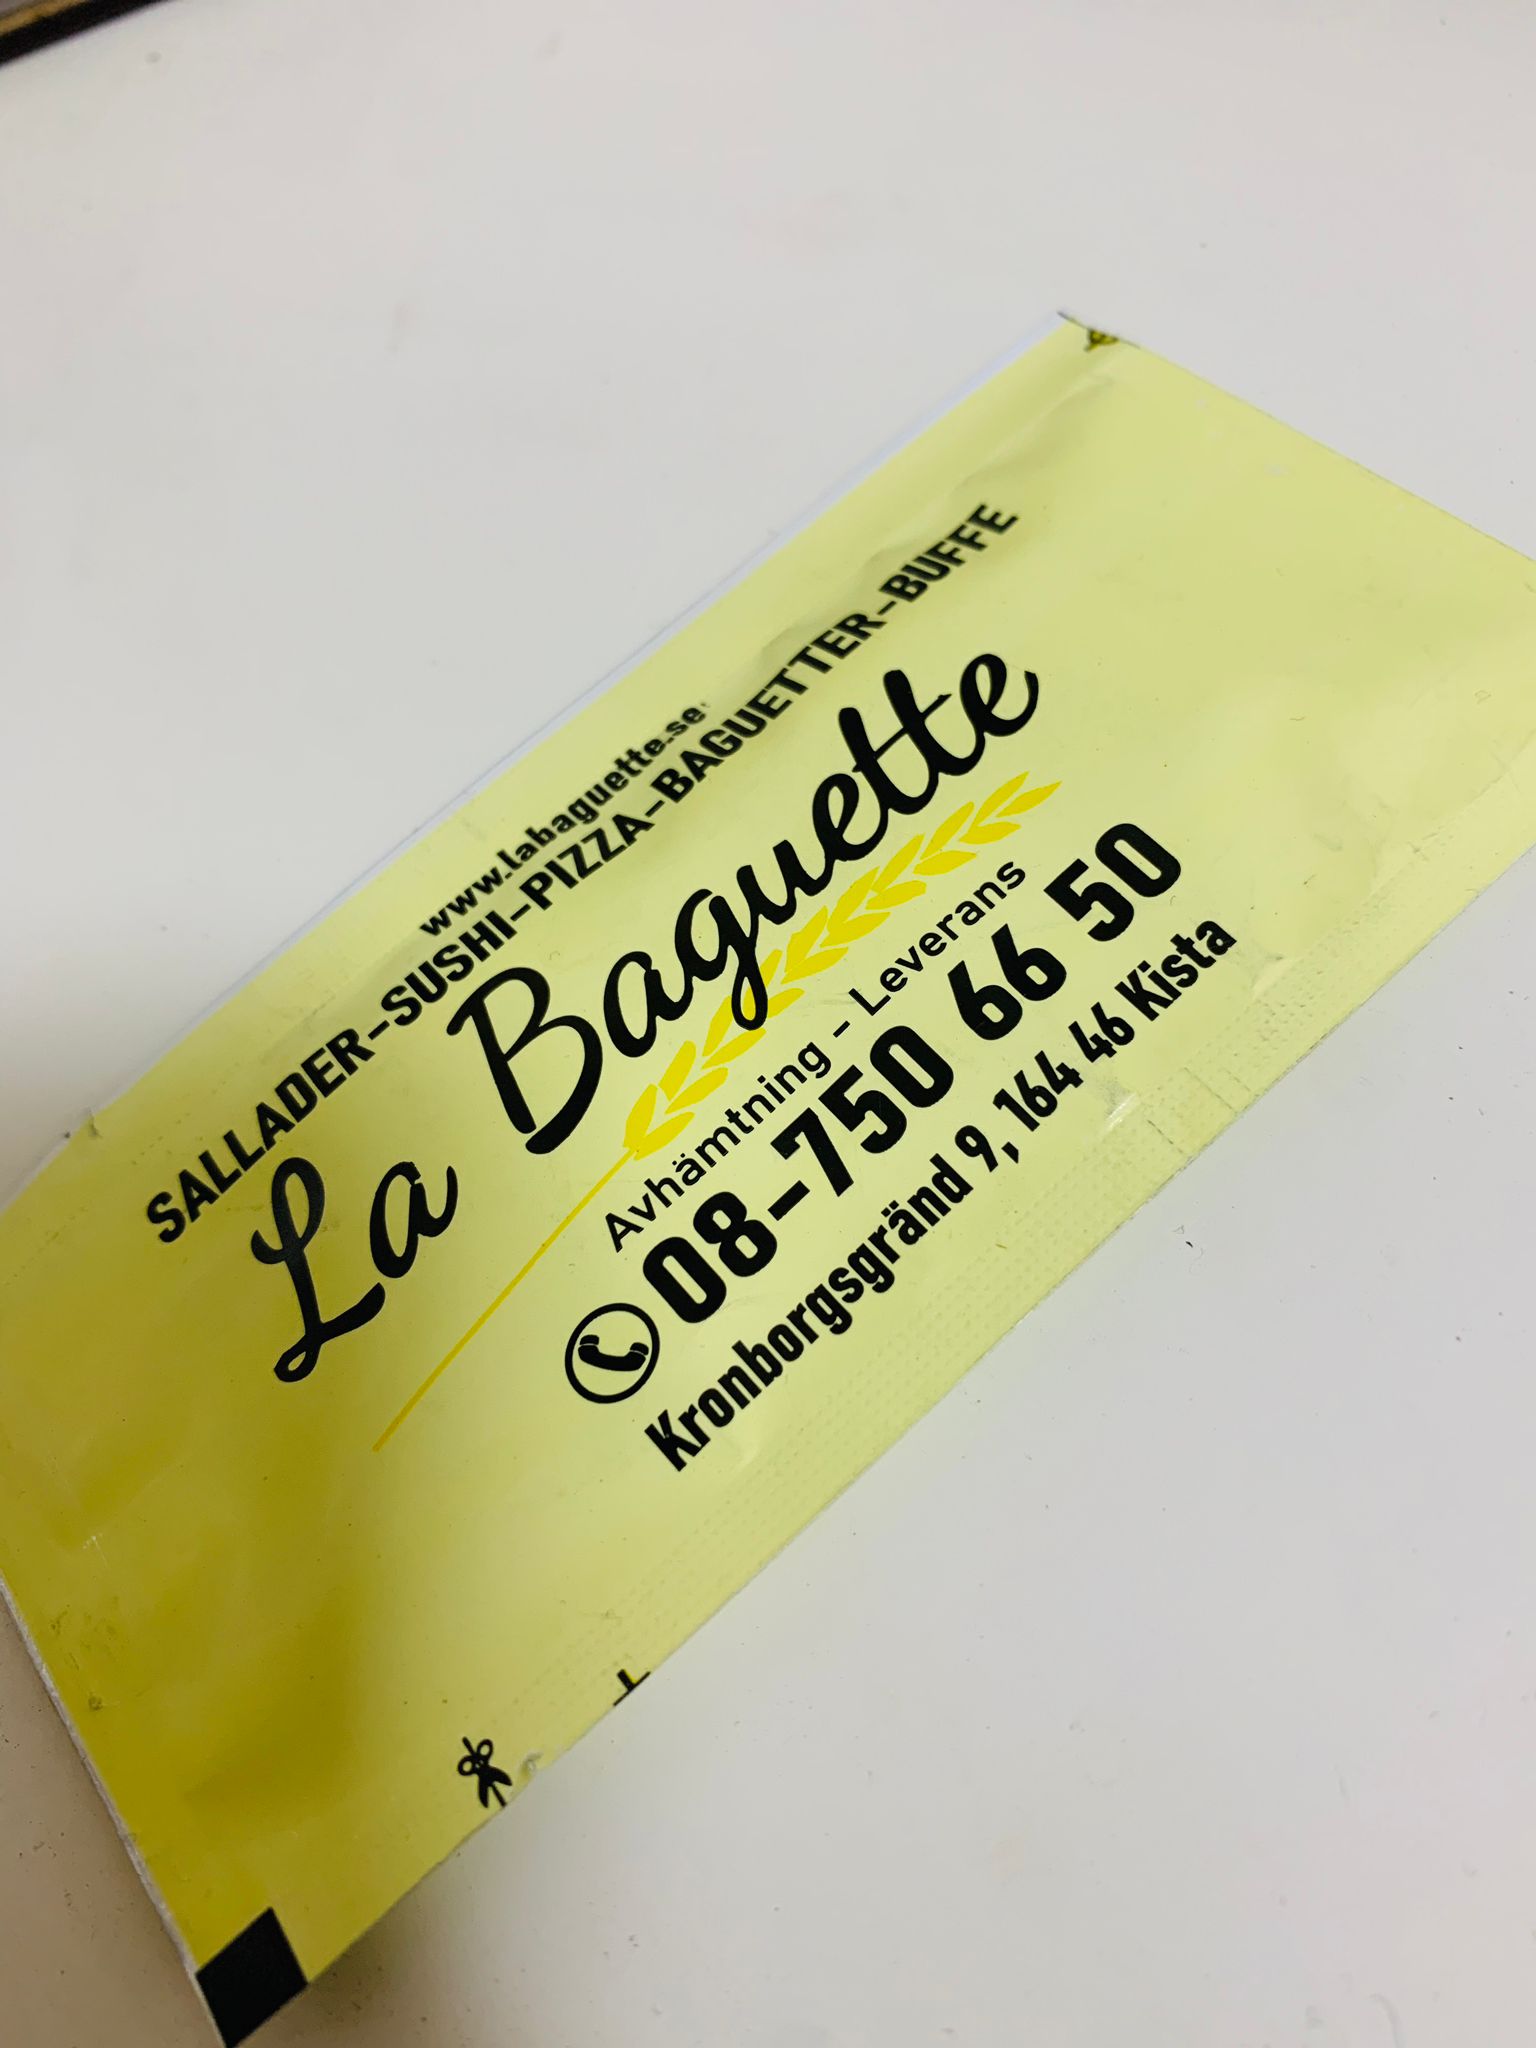 www.labaguette.se
SALLADER-SUSHI-PIZZA-BAGUETTER-BUFFE
La Baguette
Avhämtning - Leverans
08-750 66 50
Kronborgsgränd 9, 164 46 Kista